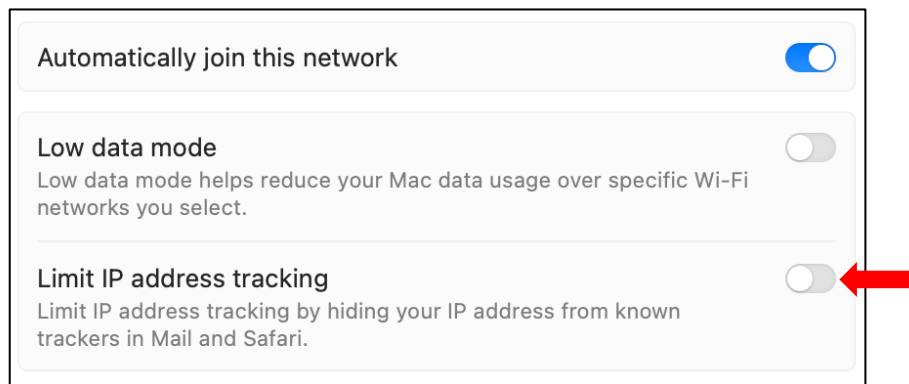 Automatically join this network
Low data mode
Low data mode helps reduce your Mac data usage over specific Wi-Fi
networks you select.
Limit IP address tracking
Limit IP address tracking by hiding your IP address from known
trackers in Mail and Safari.